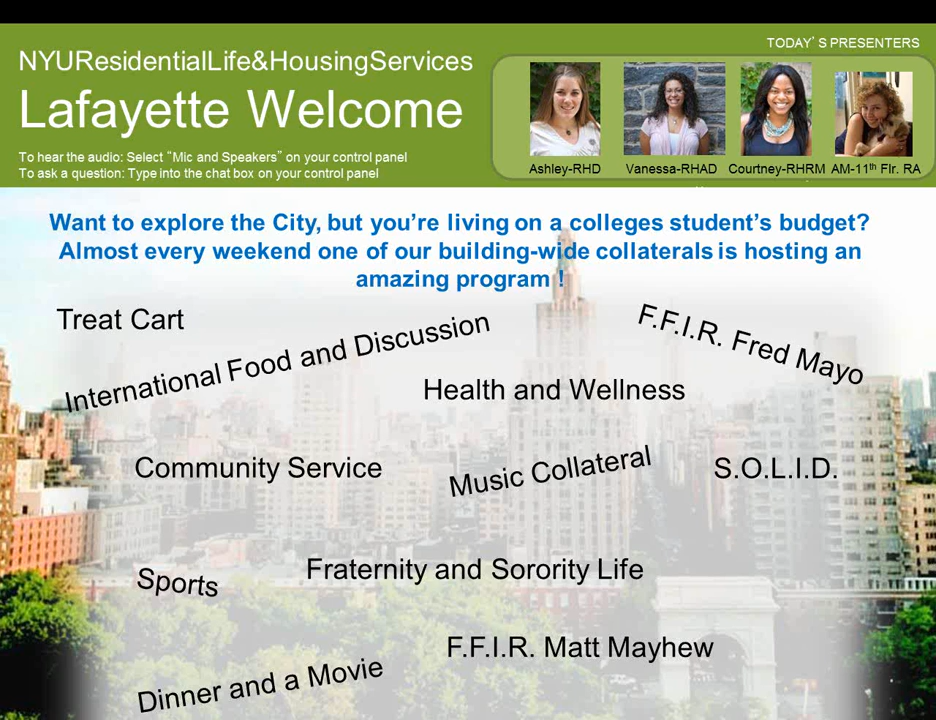 TODAY’S PRESENTERS
NYUResidentialLife&HousingServices
Lafayette Welcome
To hear the audio: Select “Mic and Speakers” on your control panel
To ask a question: Type into the chat box on your control panel
Ashley-RHD
Vanessa-RHAD
Courtney-RHRM
AM-11th Flr. RA
Want to explore the City, but you’re living on a colleges student’s budget?
Almost every weekend one of our building-wide collaterals is hosting an
amazing program !
Treat Cart
International Food and Discussion
F.F.I.R. Fred Mayo
Health and Wellness
Community Service
Music Collateral
S.O.L.I.D.
Sports
Fraternity and Sorority Life
F.F.I.R. Matt Mayhew
Dinner and a Movie